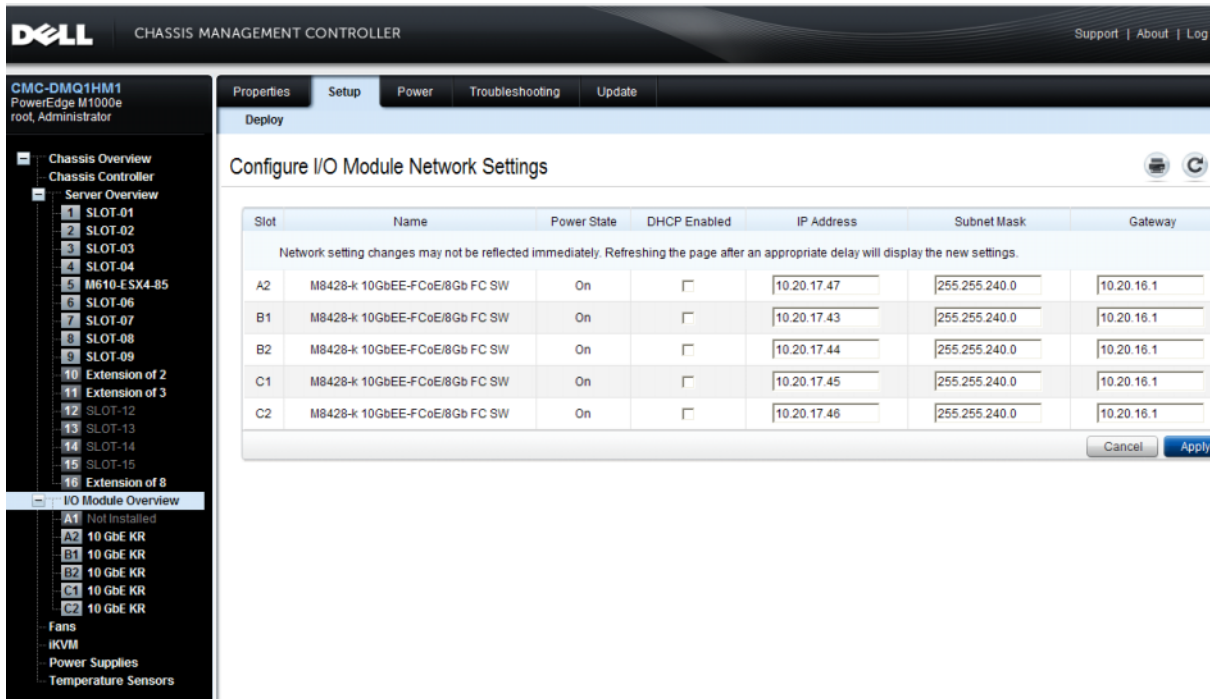 DELL CHASSIS MANAGEMENT CONTROLLER Support | About | Log
CMC-DMQ1HM1
PowerEdge M1000e
root, Administrator
Properties Setup Power Troubleshooting Update
Deploy
Chassis Overview
Chassis Controller
Server Overview
1 SLOT-01
2 SLOT-02
3 SLOT-03
4 SLOT-04
5 M610-ESX4-85
6 SLOT-06
7 SLOT-07
8 SLOT-08
9 SLOT-09
10 Extension of 2
11 Extension of 3
12 SLOT-12
13 SLOT-13
14 SLOT-14
15 SLOT-15
16 Extension of 8
I/O Module Overview
A1 Not Installed
A2 10 GbE KR
B1 10 GbE KR
B2 10 GbE KR
C1 10 GbE KR
C2 10 GbE KR
Fans
iKVM
Power Supplies
Temperature Sensors
Configure I/O Module Network Settings
Slot Name Power State DHCP Enabled IP Address Subnet Mask Gateway
Network setting changes may not be reflected immediately. Refreshing the page after an appropriate delay will display the new settings.
A2 M8428-k 10GbEE-FCoE/8Gb FC SW On 10.20.17.47 255.255.240.0 10.20.16.1
B1 M8428-k 10GbEE-FCoE/8Gb FC SW On 10.20.17.43 255.255.240.0 10.20.16.1
B2 M8428-k 10GbEE-FCoE/8Gb FC SW On 10.20.17.44 255.255.240.0 10.20.16.1
C1 M8428-k 10GbEE-FCoE/8Gb FC SW On 10.20.17.45 255.255.240.0 10.20.16.1
C2 M8428-k 10GbEE-FCoE/8Gb FC SW On 10.20.17.46 255.255.240.0 10.20.16.1
Cancel Apply